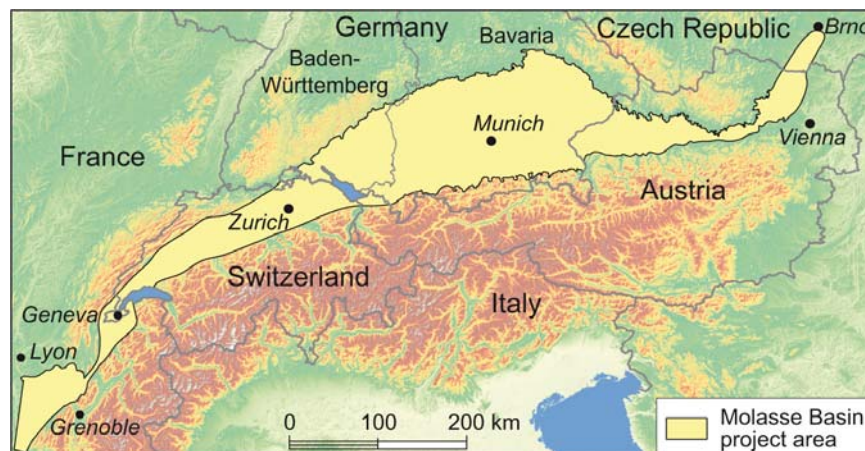 Germany
Czech Republic
Brno
Bavaria
Baden-
Württemberg
Munich
Vienna
France
Austria
Zurich
Switzerland
Italy
Geneva
Lyon
Grenoble
0 100 200 km
Molasse Basin
project area